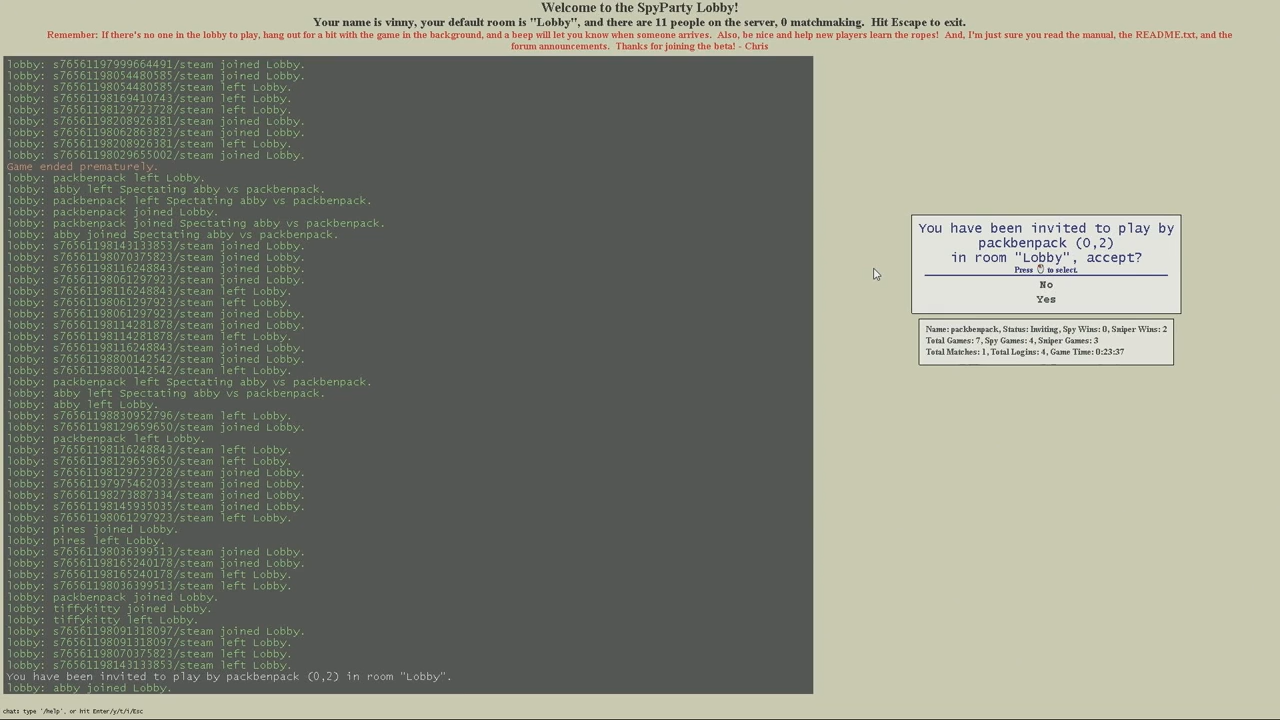 Welcome to the SpyParty Lobby!
Your name is vinny, your default room is "Lobby", and there are 11 people on the server, 0 matchmaking.  Hit Escape to exit.
Remember: If there's no one in the lobby to play, hang out for a bit with the game in the background, and a beep will let you know when someone arrives.  Also, be nice and help new players learn the ropes!  And, I'm just sure you read the manual, the README.txt, and the
forum announcements.  Thanks for joining the beta! - Chris
lobby: s76561197999664491/steam joined Lobby.
lobby: s76561198054480585/steam joined Lobby.
lobby: s76561198054480585/steam left Lobby.
lobby: s76561198169410743/steam left Lobby.
lobby: s76561198129723728/steam left Lobby.
lobby: s76561198208926381/steam joined Lobby.
lobby: s76561198062863823/steam left Lobby.
lobby: s76561198208926381/steam left Lobby.
lobby: s76561198029655002/steam joined Lobby.
Game ended prematurely.
lobby: packbenpack left Lobby.
lobby: abby left Spectating abby vs packbenpack.
lobby: packbenpack left Spectating abby vs packbenpack.
lobby: packbenpack joined Lobby.
lobby: packbenpack joined Spectating abby vs packbenpack.
lobby: abby joined Spectating abby vs packbenpack.
lobby: s76561198143133853/steam joined Lobby.
lobby: s76561198070375823/steam joined Lobby.
lobby: s76561198116248843/steam joined Lobby.
lobby: s76561198061297923/steam joined Lobby.
lobby: s76561198116248843/steam left Lobby.
lobby: s76561198061297923/steam left Lobby.
lobby: s76561198061297923/steam joined Lobby.
lobby: s76561198114281878/steam joined Lobby.
lobby: s76561198114281878/steam left Lobby.
lobby: s76561198116248843/steam joined Lobby.
lobby: s76561198800142542/steam joined Lobby.
lobby: s76561198800142542/steam left Lobby.
lobby: packbenpack left Spectating abby vs packbenpack.
lobby: abby left Spectating abby vs packbenpack.
lobby: abby left Lobby.
lobby: s76561198830952796/steam left Lobby.
lobby: s76561198129659650/steam joined Lobby.
lobby: packbenpack left Lobby.
lobby: s76561198116248843/steam left Lobby.
lobby: s76561198129659650/steam left Lobby.
lobby: s76561198129723728/steam joined Lobby.
lobby: s76561197975462033/steam joined Lobby.
lobby: s76561198273887334/steam joined Lobby.
lobby: s76561198145935035/steam joined Lobby.
lobby: s76561198061297923/steam left Lobby.
lobby: pires joined Lobby.
lobby: pires left Lobby.
lobby: s76561198036399513/steam joined Lobby.
lobby: s76561198165240178/steam joined Lobby.
lobby: s76561198165240178/steam left Lobby.
lobby: s76561198036399513/steam left Lobby.
lobby: packbenpack joined Lobby.
lobby: tiffykitty joined Lobby.
lobby: tiffykitty left Lobby.
lobby: s76561198091318097/steam joined Lobby.
lobby: s76561198091318097/steam left Lobby.
lobby: s76561198070375823/steam left Lobby.
lobby: s76561198143133853/steam left Lobby.
You have been invited to play by packbenpack (0,2) in room "Lobby".
lobby: abby joined Lobby.
chat: type '/help', or hit Enter/y/t/i/Esc
You have been invited to play by
packbenpack (0,2)
in room "Lobby", accept?
Press to select.
No
Yes
Name: packbenpack, Status: Inviting, Spy Wins: 0, Sniper Wins: 2
Total Games: 7, Spy Games: 4, Sniper Games: 3
Total Matches: 1, Total Logins: 4, Game Time: 0:23:37